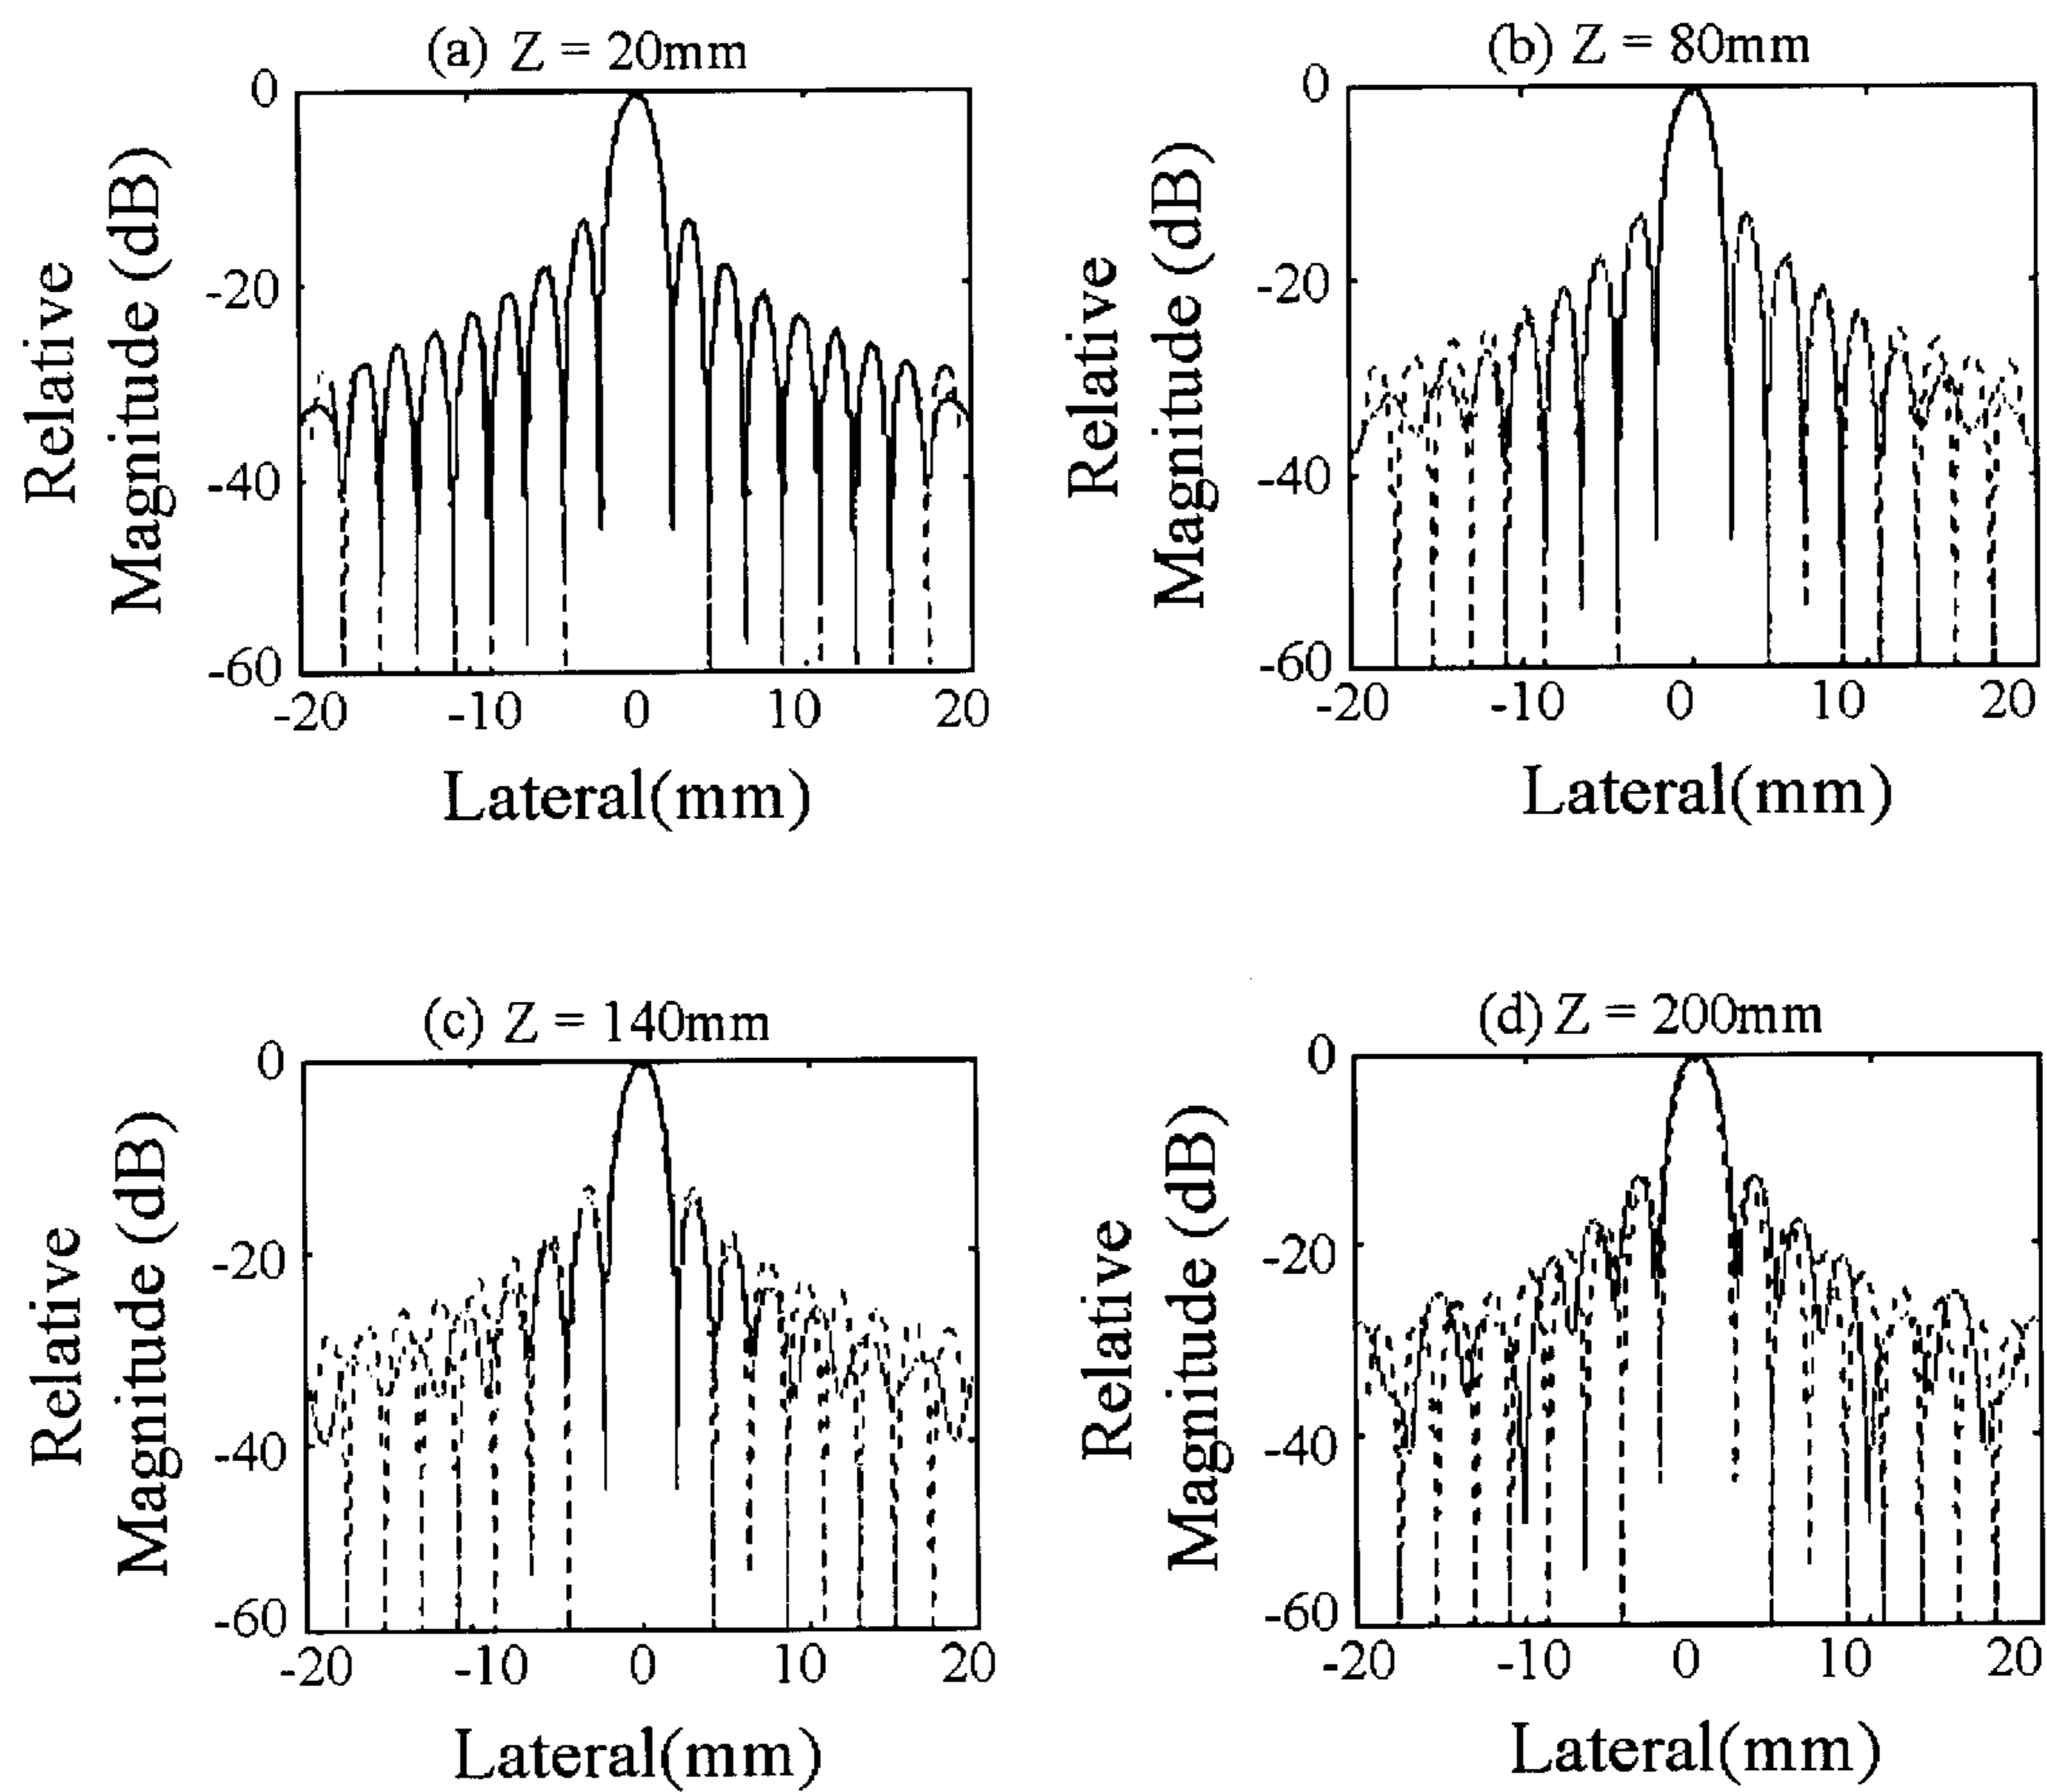 (a) Z = 20mm
0
-20
-40
-60
Relative
Magnitude (dB)
-20 -10 0 10 20
Lateral(mm)
(b) Z = 80mm
0
-20
-40
-60
Relative
Magnitude (dB)
-20 -10 0 10 20
Lateral(mm)
(c) Z = 140mm
0
-20
-40
-60
Relative
Magnitude (dB)
-20 -10 0 10 20
Lateral(mm)
(d) Z = 200mm
0
-20
-40
-60
Relative
Magnitude (dB)
-20 -10 0 10 20
Lateral(mm)